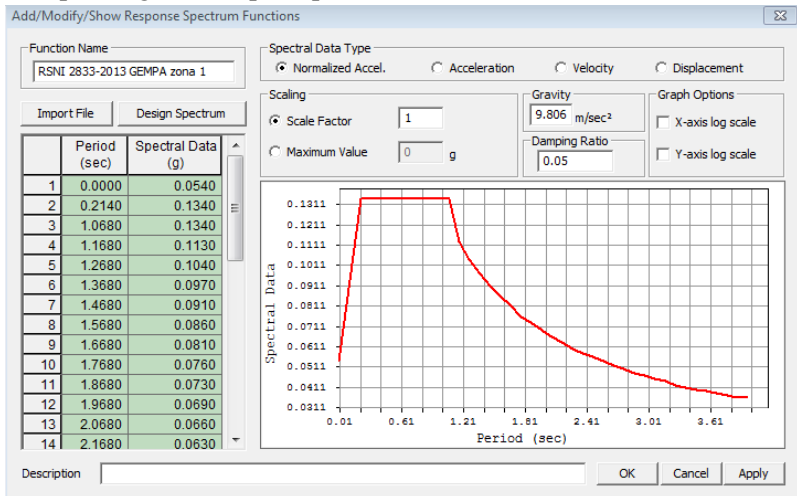 Add/Modify/Show Response Spectrum Functions
Function Name
RSNI 2833-2013 GEMPA zona 1
Import File Design Spectrum
Period (sec) Spectral Data (g)
1 0.0000 0.0540
2 0.2140 0.1340
3 1.0680 0.1340
4 1.1680 0.1130
5 1.2680 0.1040
6 1.3680 0.0970
7 1.4680 0.0910
8 1.5680 0.0860
9 1.6680 0.0810
10 1.7680 0.0760
11 1.8680 0.0730
12 1.9680 0.0690
13 2.0680 0.0660
14 2.1680 0.0630
Spectral Data Type
Normalized Accel. Acceleration Velocity Displacement
Scaling
Scale Factor 1
Maximum Value 0 g
Gravity
9.806 m/sec²
Damping Ratio
0.05
Graph Options
X-axis log scale
Y-axis log scale
Spectral Data
0.1311
0.1211
0.1111
0.1011
0.0911
0.0811
0.0711
0.0611
0.0511
0.0411
0.0311
0.01 0.61 1.21 1.81 2.41 3.01 3.61
Period (sec)
Description
OK Cancel Apply